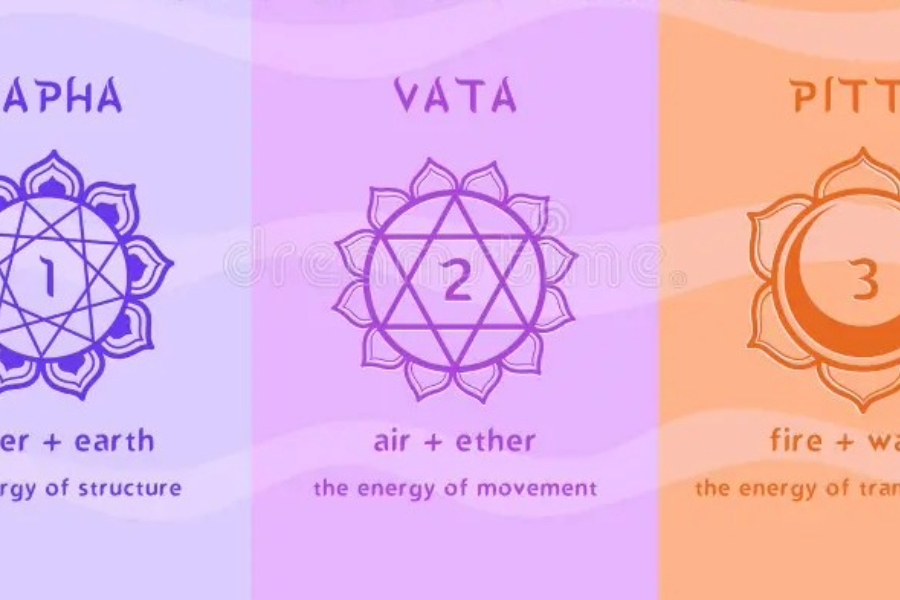 APHA
1
er + earth
rgy of structure
VATA
2
air + ether
the energy of movement
PITT
3
fire + wa
the energy of tran
dreamstime.